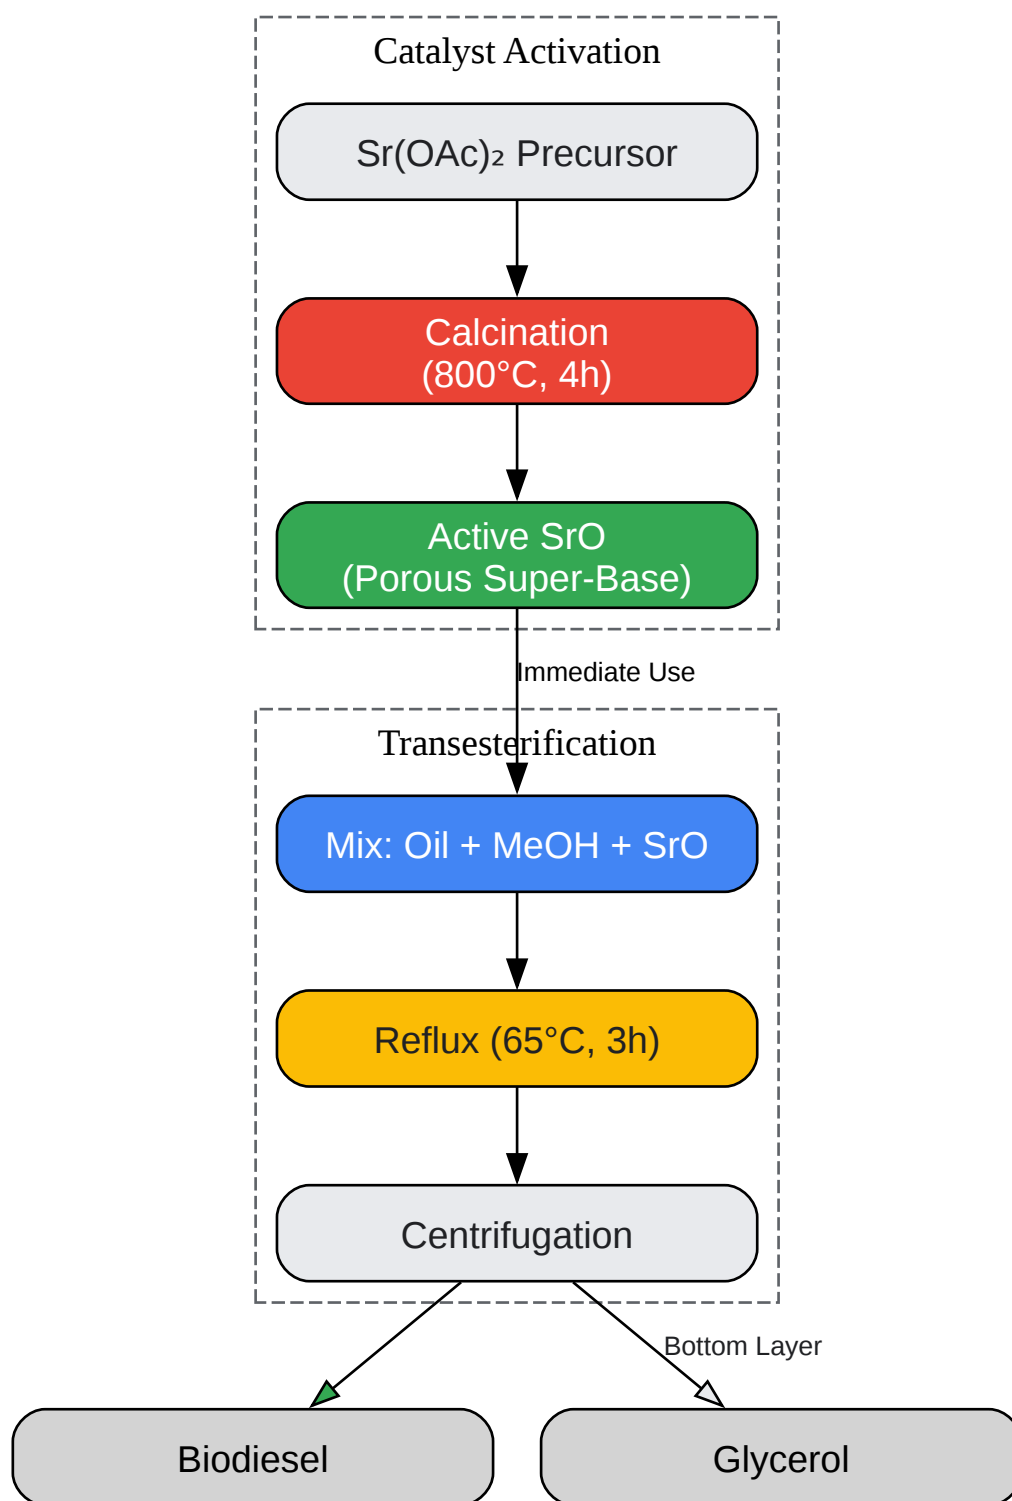 Catalyst Activation
Sr(OAc)₂ Precursor
Calcination
(800°C, 4h)
Active SrO
(Porous Super-Base)
Immediate Use
Transesterification
Mix: Oil + MeOH + SrO
Reflux (65°C, 3h)
Centrifugation
Bottom Layer
Biodiesel
Glycerol